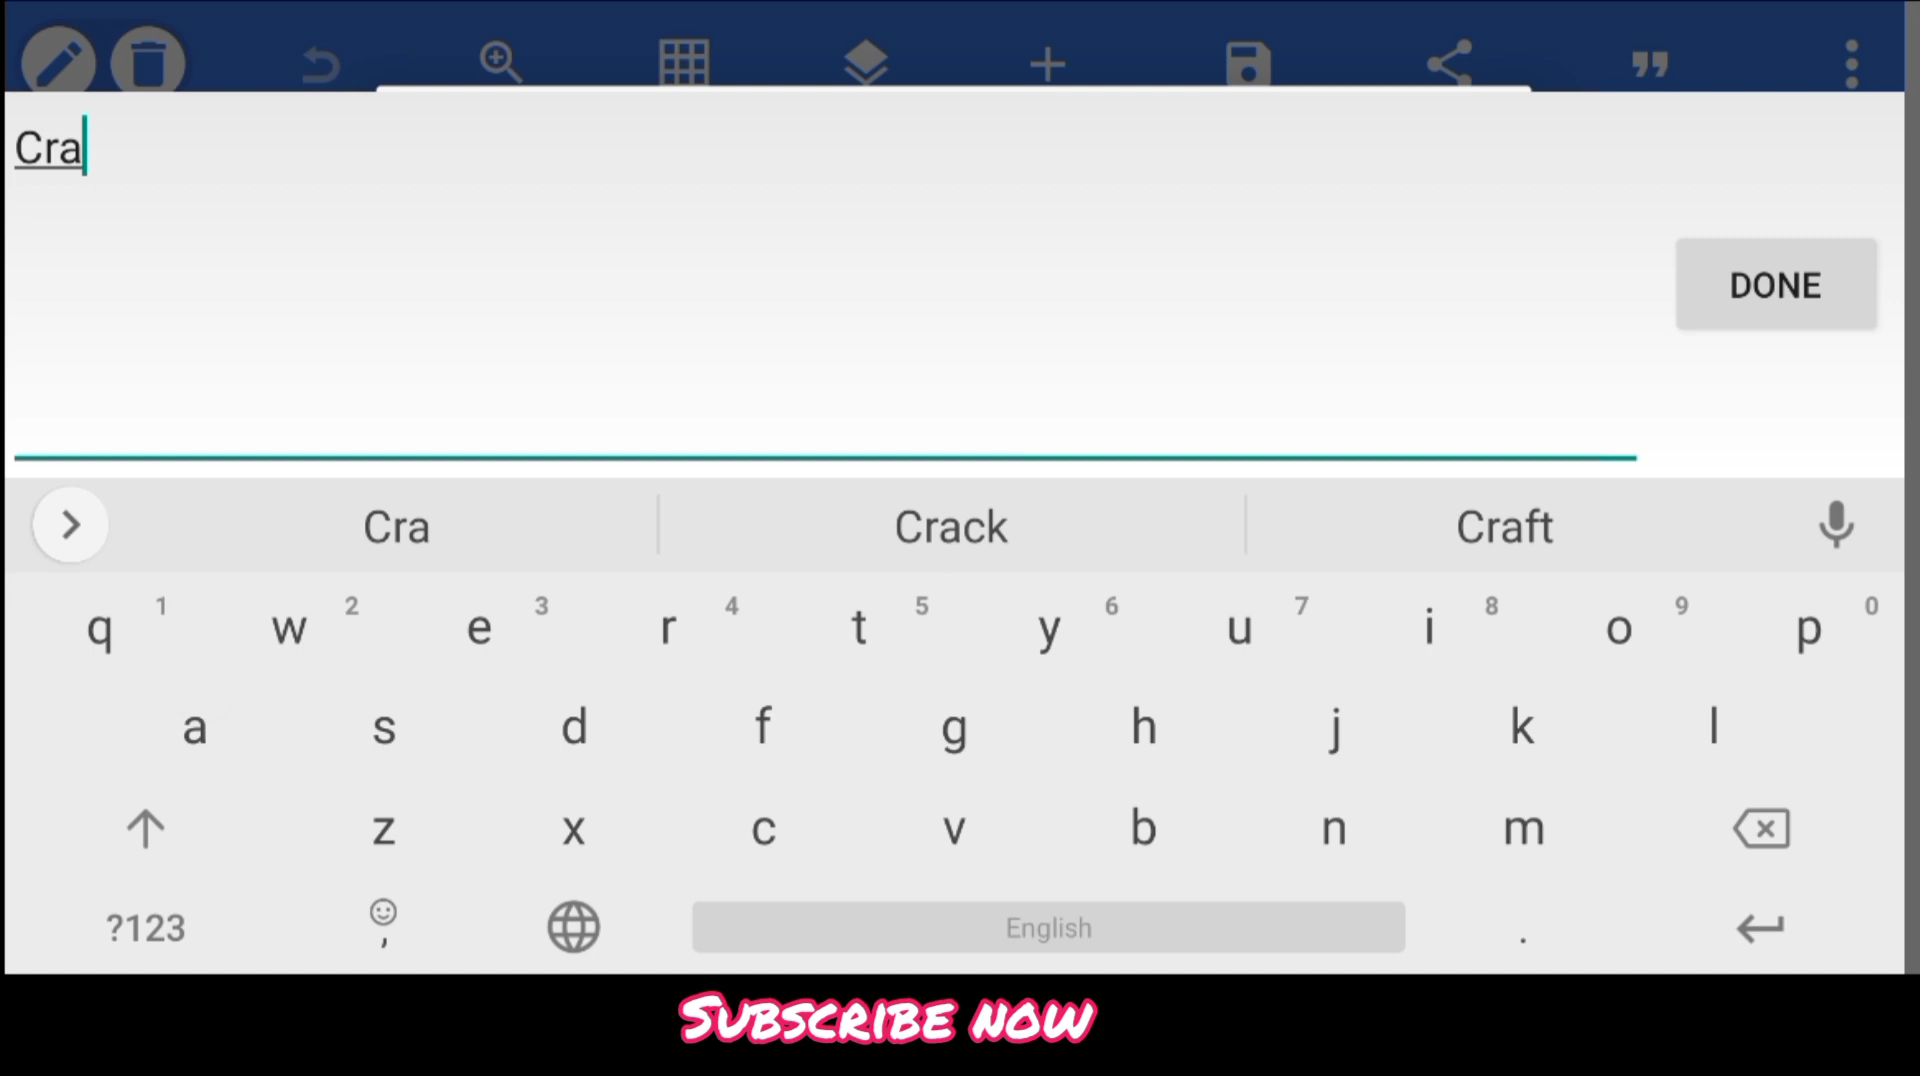 Cra
DONE
Cra Crack Craft
q 1 w 2 e 3 r 4 t 5 y 6 u 7 i 8 o 9 p 0
a s d f g h j k l
z x c v b n m
?123 , English .
Subscribe now